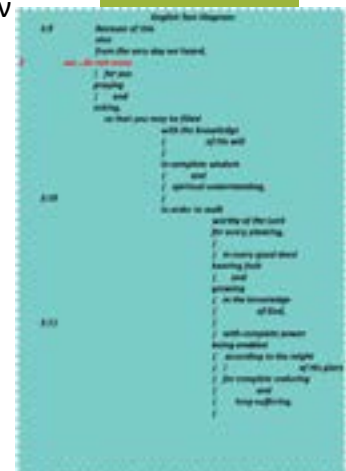 ν
English Text Diagram
1:9 Because of this
also
from the very day we heard,
we...do not cease
| for you
praying
| and
asking,
so that you may be filled
with the knowledge
| of His will
|
in complete wisdom
| and
| spiritual understanding,
|
1:10 in order to walk
worthy of the Lord
for every pleasing,
|
| in every good deed
bearing fruit
| and
growing
| in the knowledge
| of God,
|
1:11 | with complete power
being enabled
| according to the might
| | of His glory
| for complete enduring
| and
| long-suffering,
|